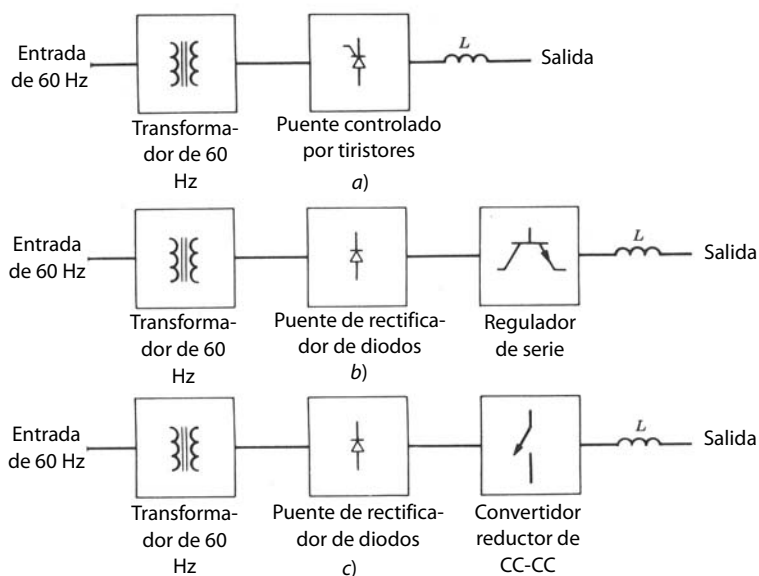 Entrada
de 60 Hz
L
Salida
Transforma-
dor de 60
Hz
Puente controlado
por tiristores
a)
Entrada
de 60 Hz
L
Salida
Transforma-
dor de 60
Hz
Puente de rectifica-
dor de diodos
Regulador
de serie
b)
Entrada
de 60 Hz
L
Salida
Transforma-
dor de 60
Hz
Puente de rectifica-
dor de diodos
Convertidor
reductor de
CC-CC
c)